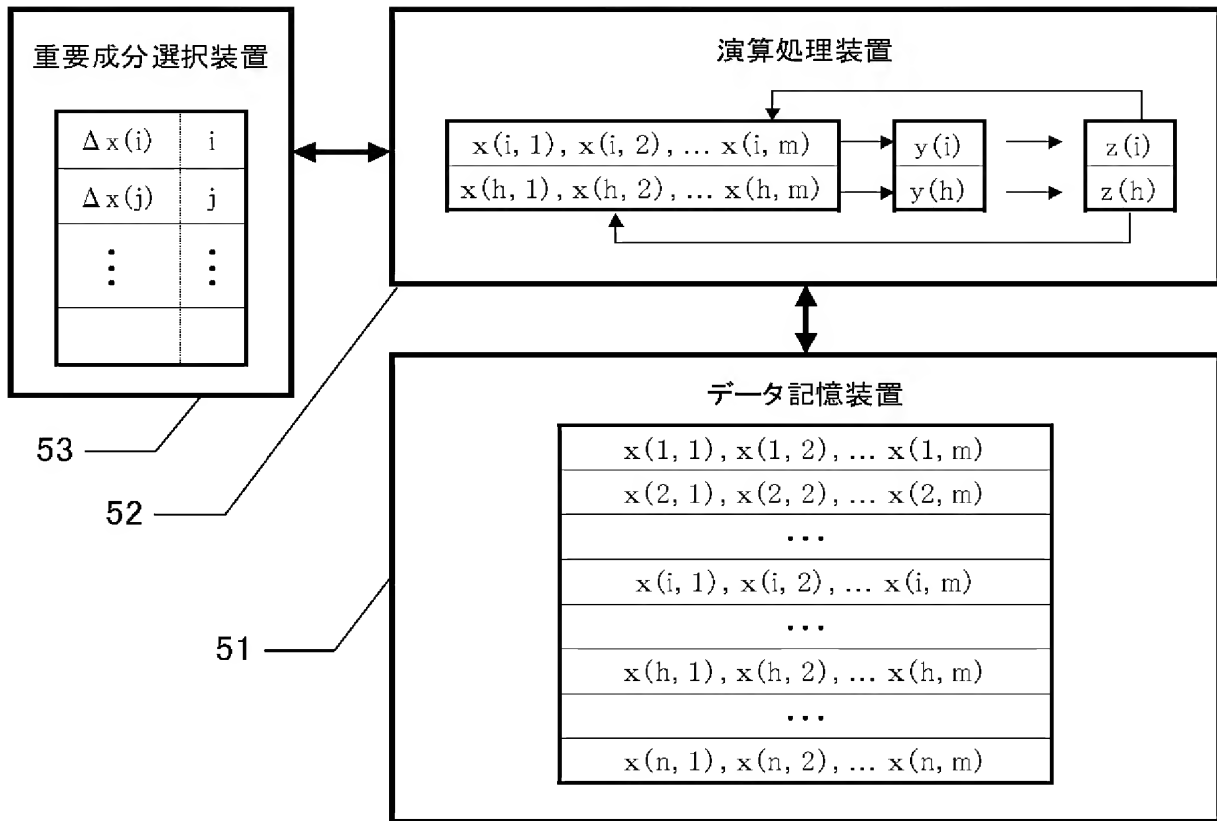 重要成分選択装置
Δx(i) i
Δx(j) j
⋮ ⋮
53
演算処理装置
x(i, 1), x(i, 2), ... x(i, m) y(i) z(i)
x(h, 1), x(h, 2), ... x(h, m) y(h) z(h)
52
データ記憶装置
x(1, 1), x(1, 2), ... x(1, m)
x(2, 1), x(2, 2), ... x(2, m)
...
x(i, 1), x(i, 2), ... x(i, m)
...
x(h, 1), x(h, 2), ... x(h, m)
...
x(n, 1), x(n, 2), ... x(n, m)
51